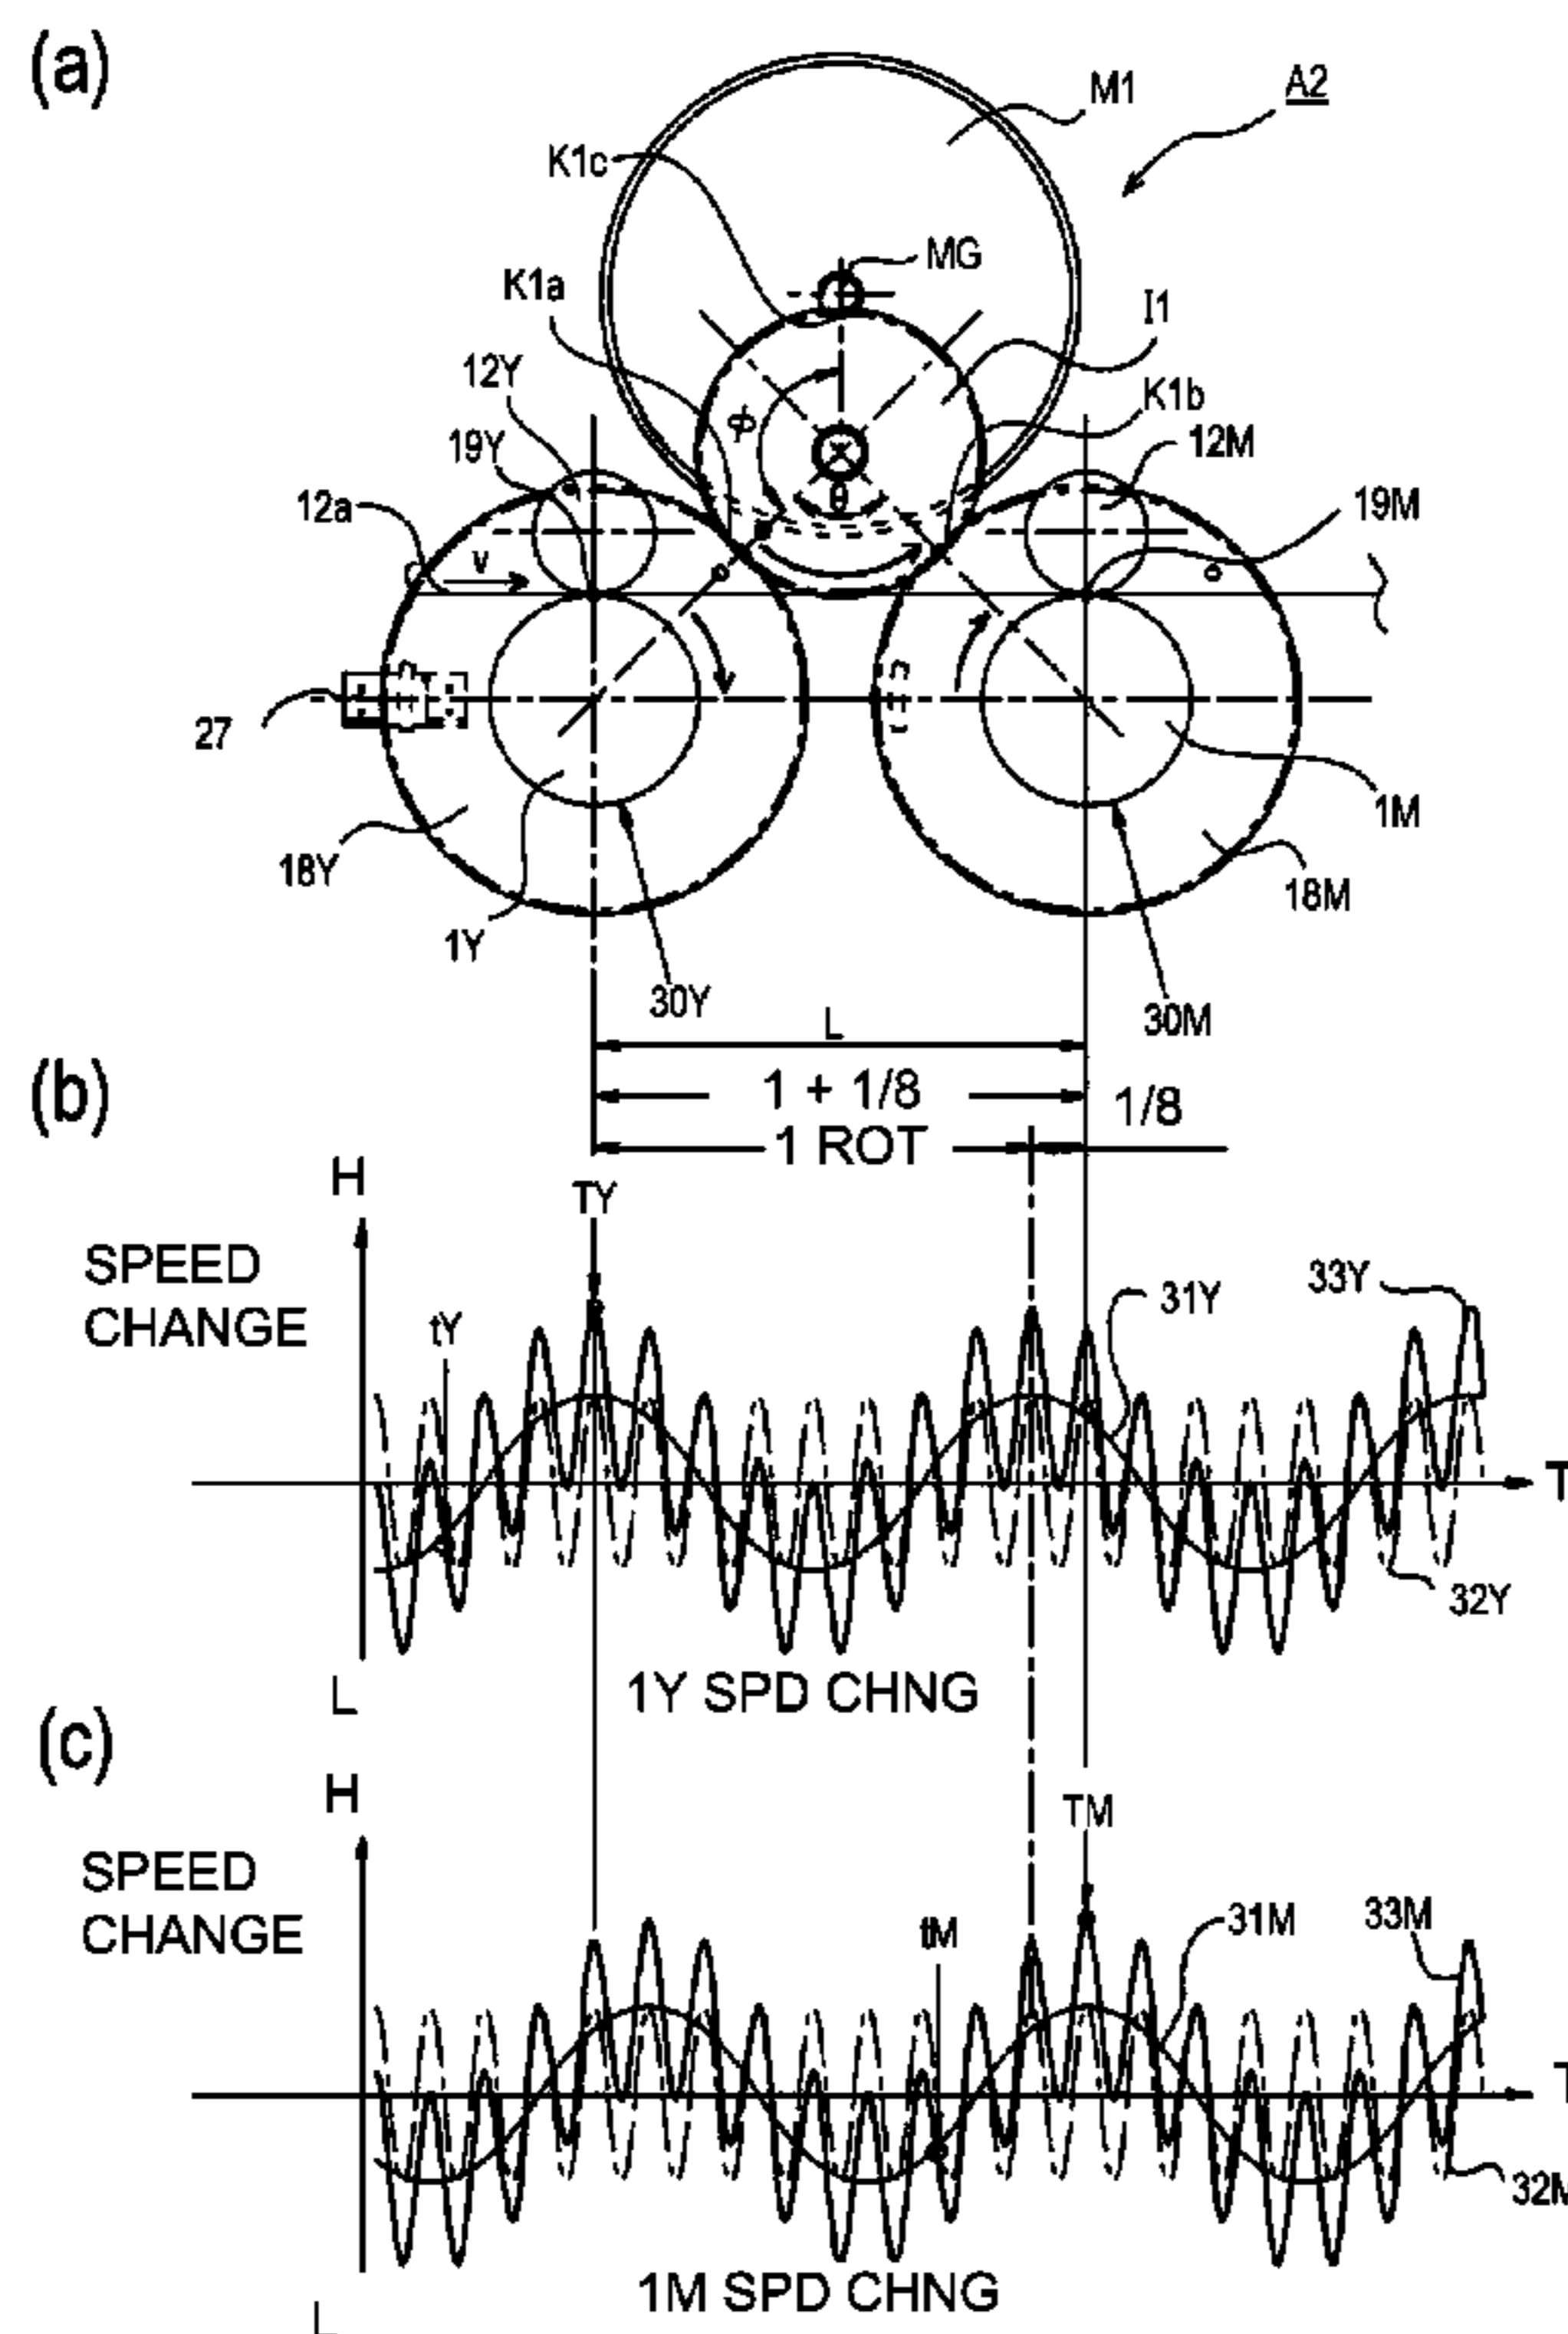 (a)
M1
A2
K1c
MG
K1a
I1
12Y
K1b
19Y
12M
φ
θ
12a
19M
v
27
1M
18Y
18M
1Y
30Y
30M
L
(b)
1 + 1/8
1/8
1 ROT
H
TY
SPEED
CHANGE
tY
31Y
33Y
T
32Y
L
1Y SPD CHNG
(c)
H
TM
SPEED
CHANGE
tM
31M
33M
T
32M
1M SPD CHNG
L